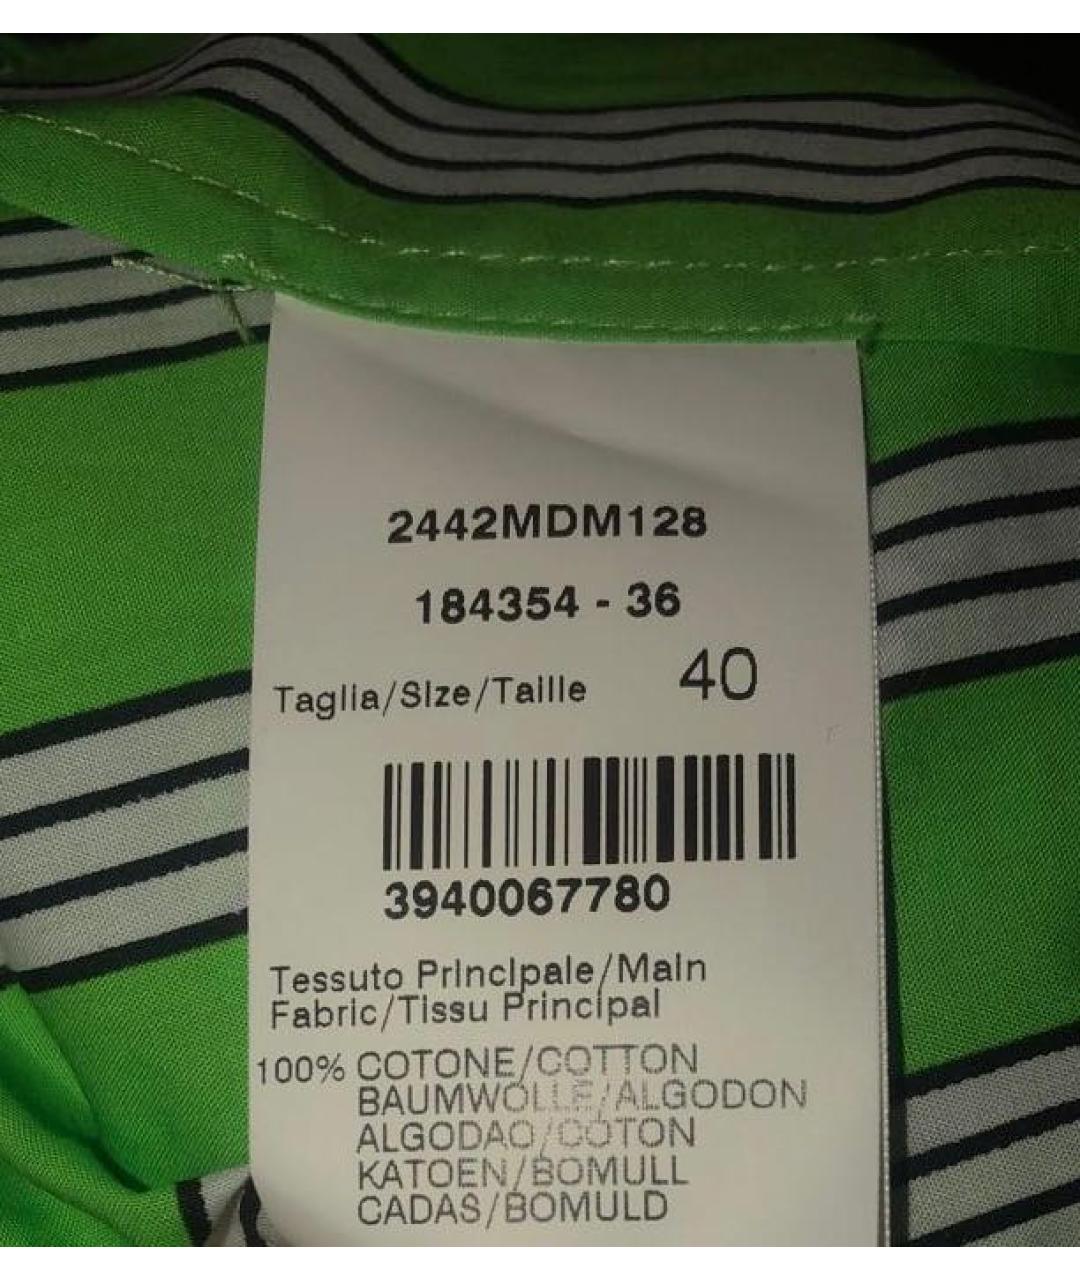 2442MDM128
184354 - 36
Taglia/Size/Taille 40
3940067780
Tessuto Principale/Main
Fabric/Tissu Principal
100% COTONE/COTTON
BAUMWOLLE/ALGODON
ALGODAO/COTON
KATOEN/BOMULL
CADAS/BOMULD